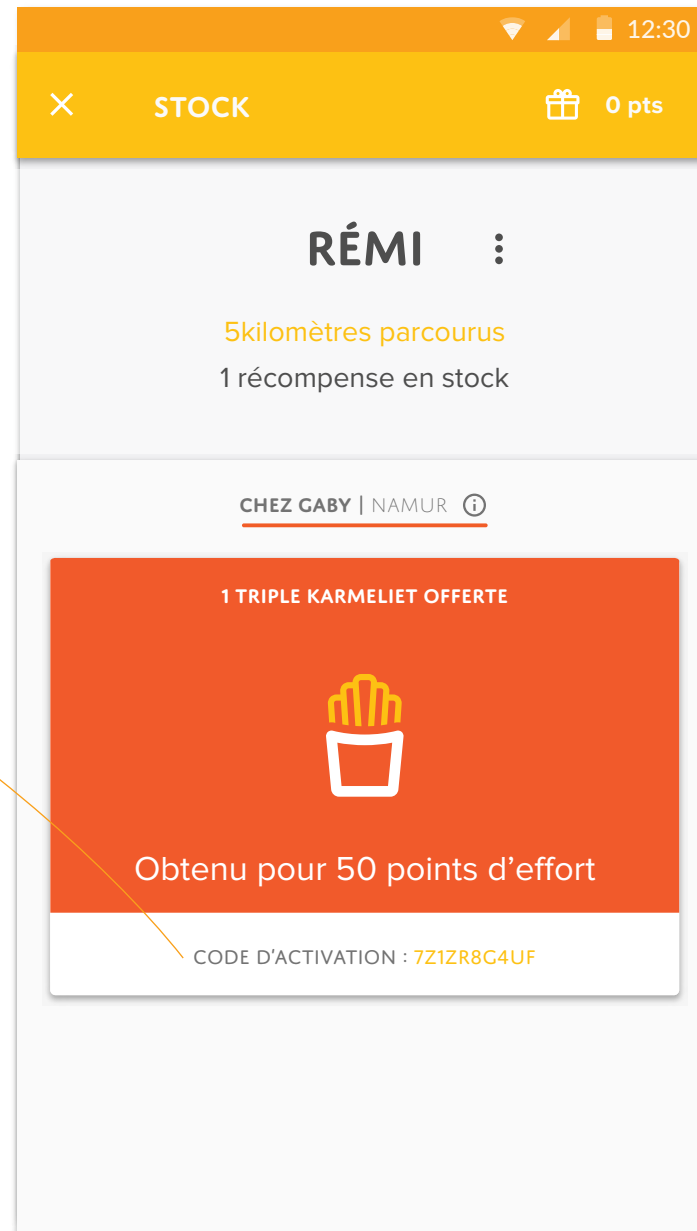 12:30
STOCK
0 pts
RÉMI
5kilomètres parcourus
1 récompense en stock
CHEZ GABY | NAMUR
1 TRIPLE KARMELIET OFFERTE
Obtenu pour 50 points d’effort
CODE D’ACTIVATION : 7Z1ZR8G4UF